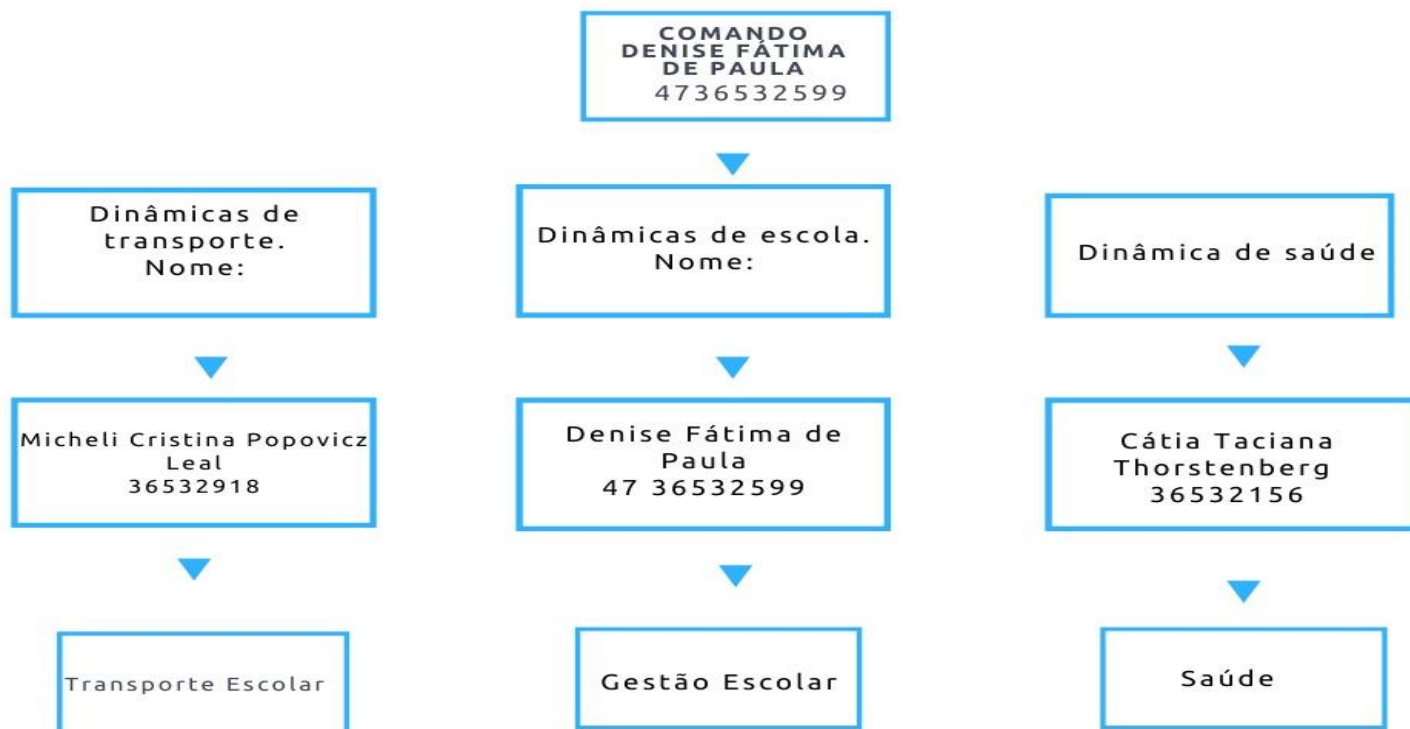 COMANDO
DENISE FÁTIMA
DE PAULA
4736532599
Dinâmicas de
transporte.
Nome:
Dinâmicas de escola.
Nome:
Dinâmica de saúde
Micheli Cristina Popovicz
Leal
36532918
Denise Fátima de
Paula
47 36532599
Cátia Taciana
Thorstenberg
36532156
Transporte Escolar
Gestão Escolar
Saúde